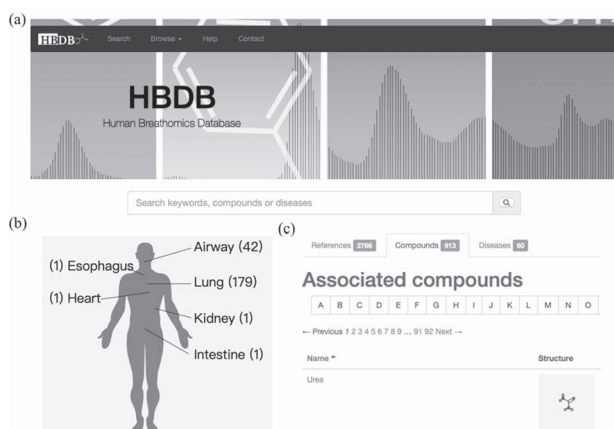 (a)
HBDB
Search Browse Help Contact
HBDB
Human Breathomics Database
Search keywords, compounds or diseases
(b)
Airway (42)
(1) Esophagus
Lung (179)
(1) Heart
Kidney (1)
Intestine (1)
(c)
References 2766 Compounds 913 Diseases 60
Associated compounds
A B C D E F G H I J K L M N O
← Previous 1 2 3 4 5 6 7 8 9 ... 91 92 Next →
Name Structure
Urea